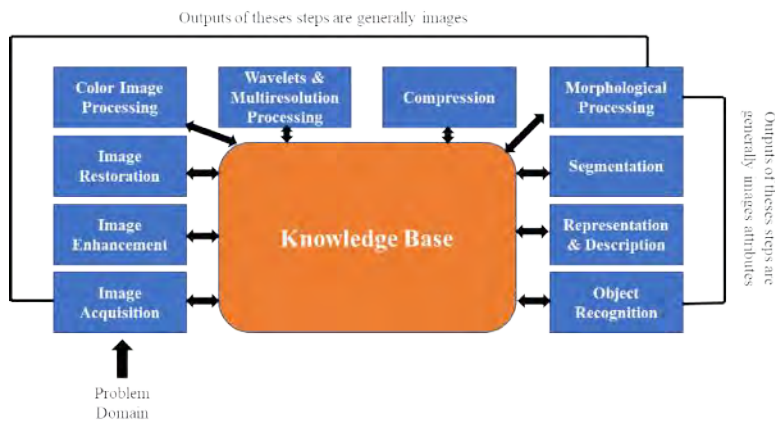 Outputs of theses steps are generally images
Color Image
Processing
Wavelets &
Multiresolution
Processing
Compression
Morphological
Processing
Image
Restoration
Segmentation
Image
Enhancement
Knowledge Base
Representation
& Description
Image
Acquisition
Object
Recognition
Outputs of theses steps are
generally images attributes
Problem
Domain